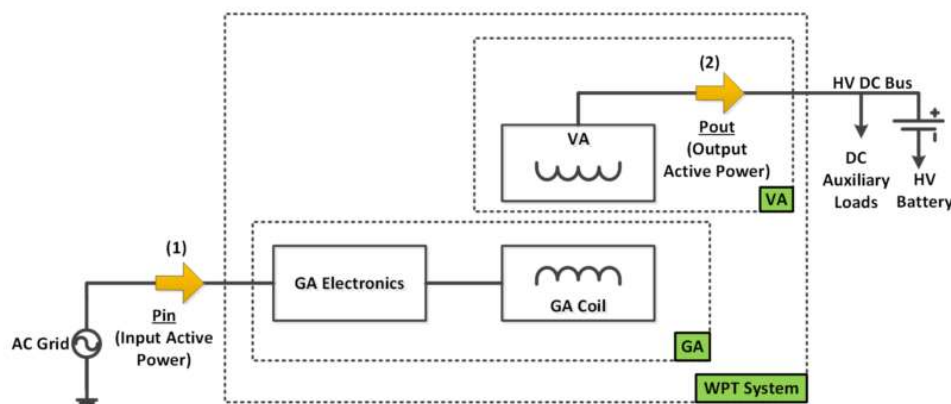 (2)
HV DC Bus
VA
Pout
(Output
Active Power)
VA
DC
Auxiliary
Loads
+
-
HV
Battery
(1)
GA Electronics
GA Coil
AC Grid
Pin
(Input Active
Power)
GA
WPT System